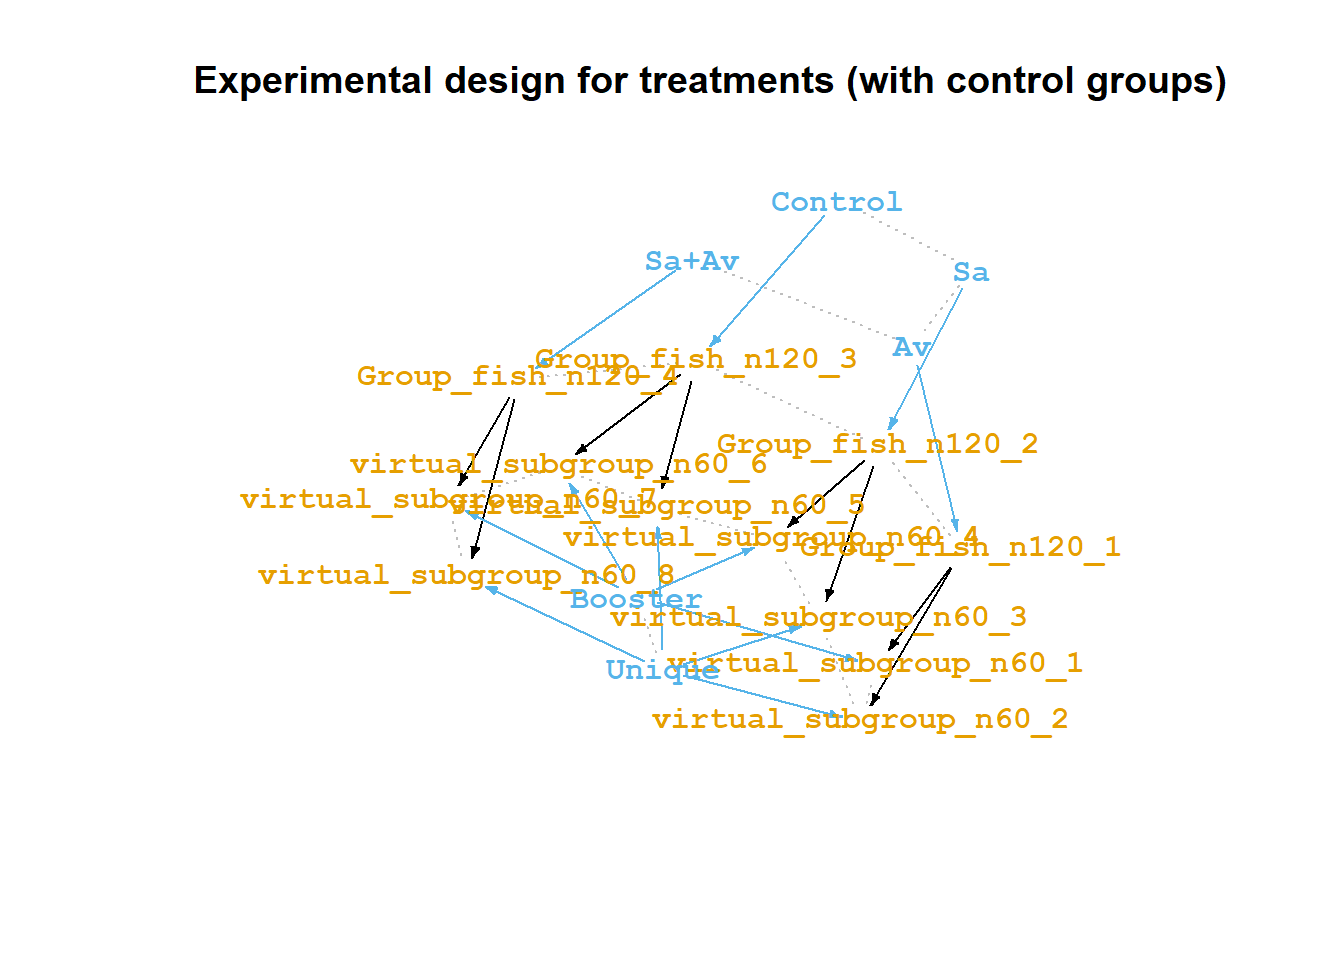 Experimental design for treatments (with control groups)
Control
Sa+Av
Sa
Av
Group_fish_n120_3
Group_fish_n120_4
Group_fish_n120_2
virtual_subgroup_n60_6
virtual_subgroup_n60_7
virtual_subgroup_n60_5
virtual_subgroup_n60_4
Group_fish_n120_1
virtual_subgroup_n60_8
Booster
virtual_subgroup_n60_3
Unique
virtual_subgroup_n60_1
virtual_subgroup_n60_2